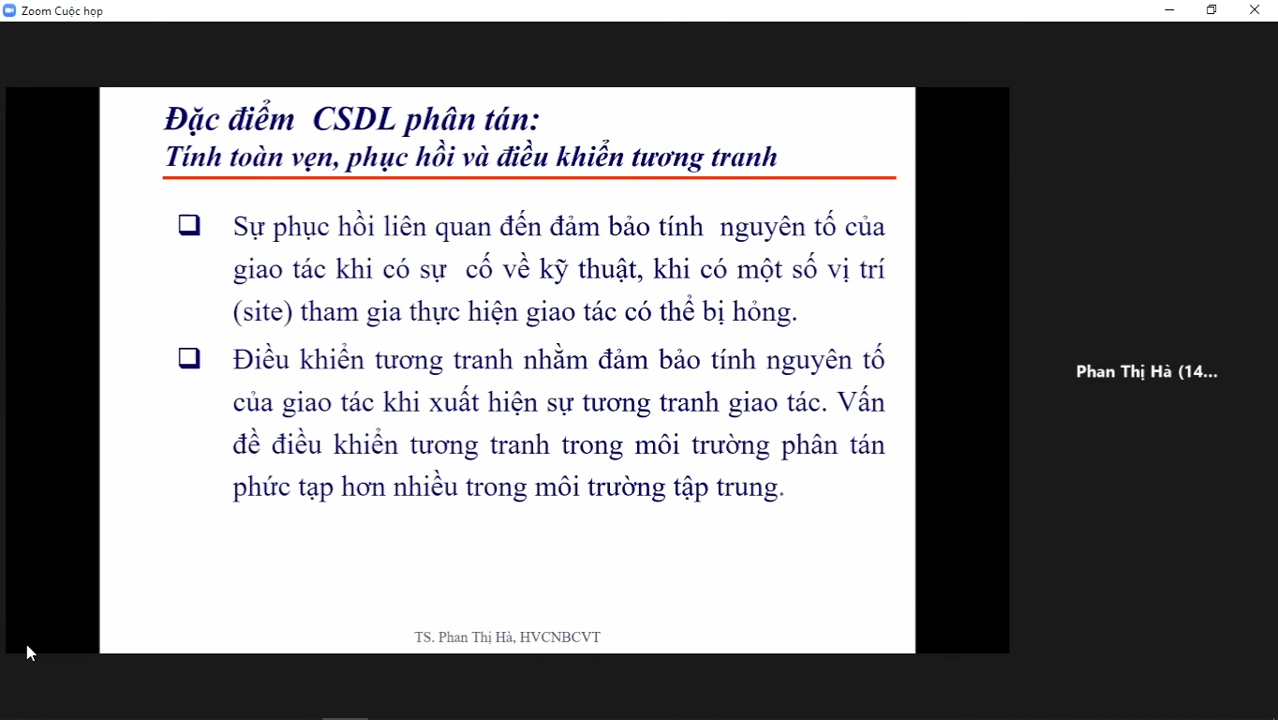 Zoom Cuộc họp
Đặc điểm CSDL phân tán:
Tính toàn vẹn, phục hồi và điều khiển tương tranh
Sự phục hồi liên quan đến đảm bảo tính nguyên tố của
giao tác khi có sự cố về kỹ thuật, khi có một số vị trí
(site) tham gia thực hiện giao tác có thể bị hỏng.
Điều khiển tương tranh nhằm đảm bảo tính nguyên tố
của giao tác khi xuất hiện sự tương tranh giao tác. Vấn
đề điều khiển tương tranh trong môi trường phân tán
phức tạp hơn nhiều trong môi trường tập trung.
TS. Phan Thị Hà, HVCNBCVT
Phan Thị Hà (14...